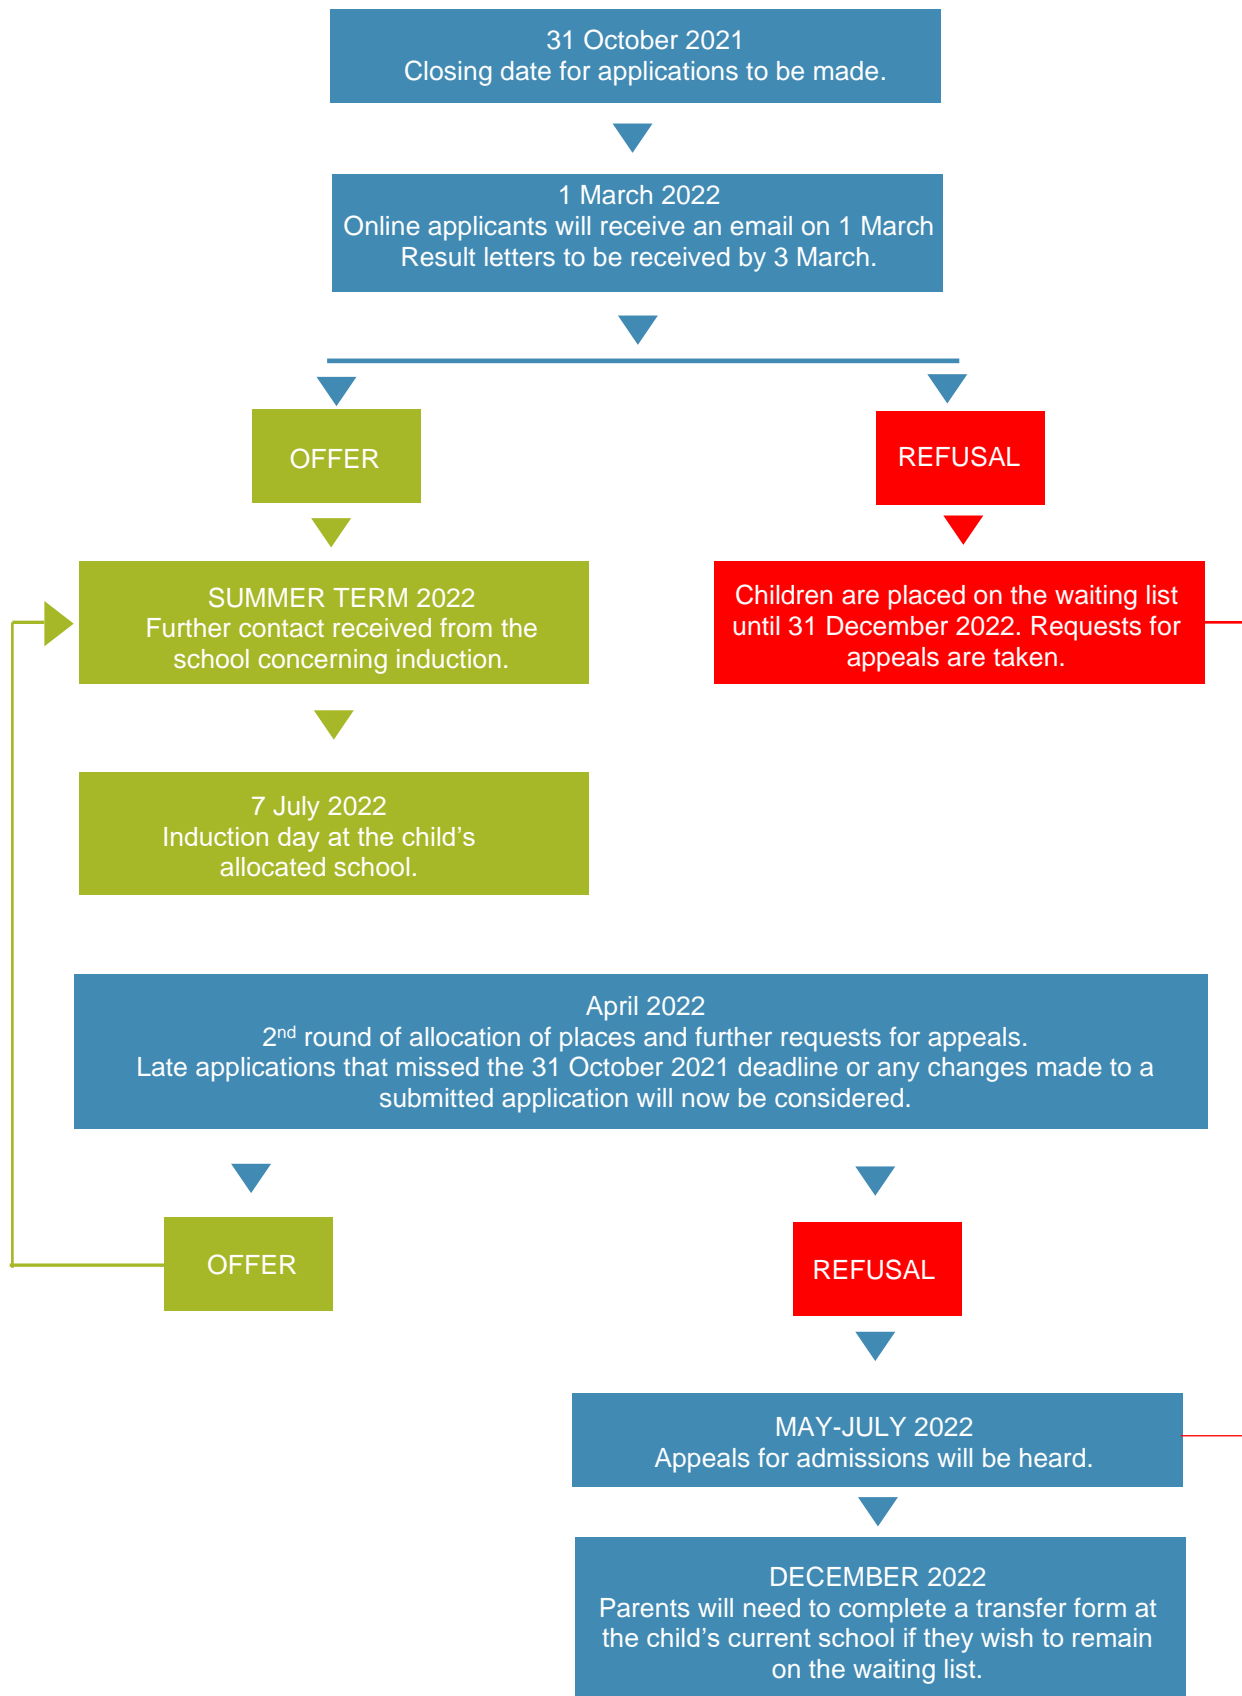 31 October 2021
Closing date for applications to be made.
1 March 2022
Online applicants will receive an email on 1 March
Result letters to be received by 3 March.
OFFER
REFUSAL
SUMMER TERM 2022
Further contact received from the
school concerning induction.
Children are placed on the waiting list
until 31 December 2022. Requests for
appeals are taken.
7 July 2022
Induction day at the child’s
allocated school.
April 2022
2nd round of allocation of places and further requests for appeals.
Late applications that missed the 31 October 2021 deadline or any changes made to a
submitted application will now be considered.
OFFER
REFUSAL
MAY-JULY 2022
Appeals for admissions will be heard.
DECEMBER 2022
Parents will need to complete a transfer form at
the child’s current school if they wish to remain
on the waiting list.